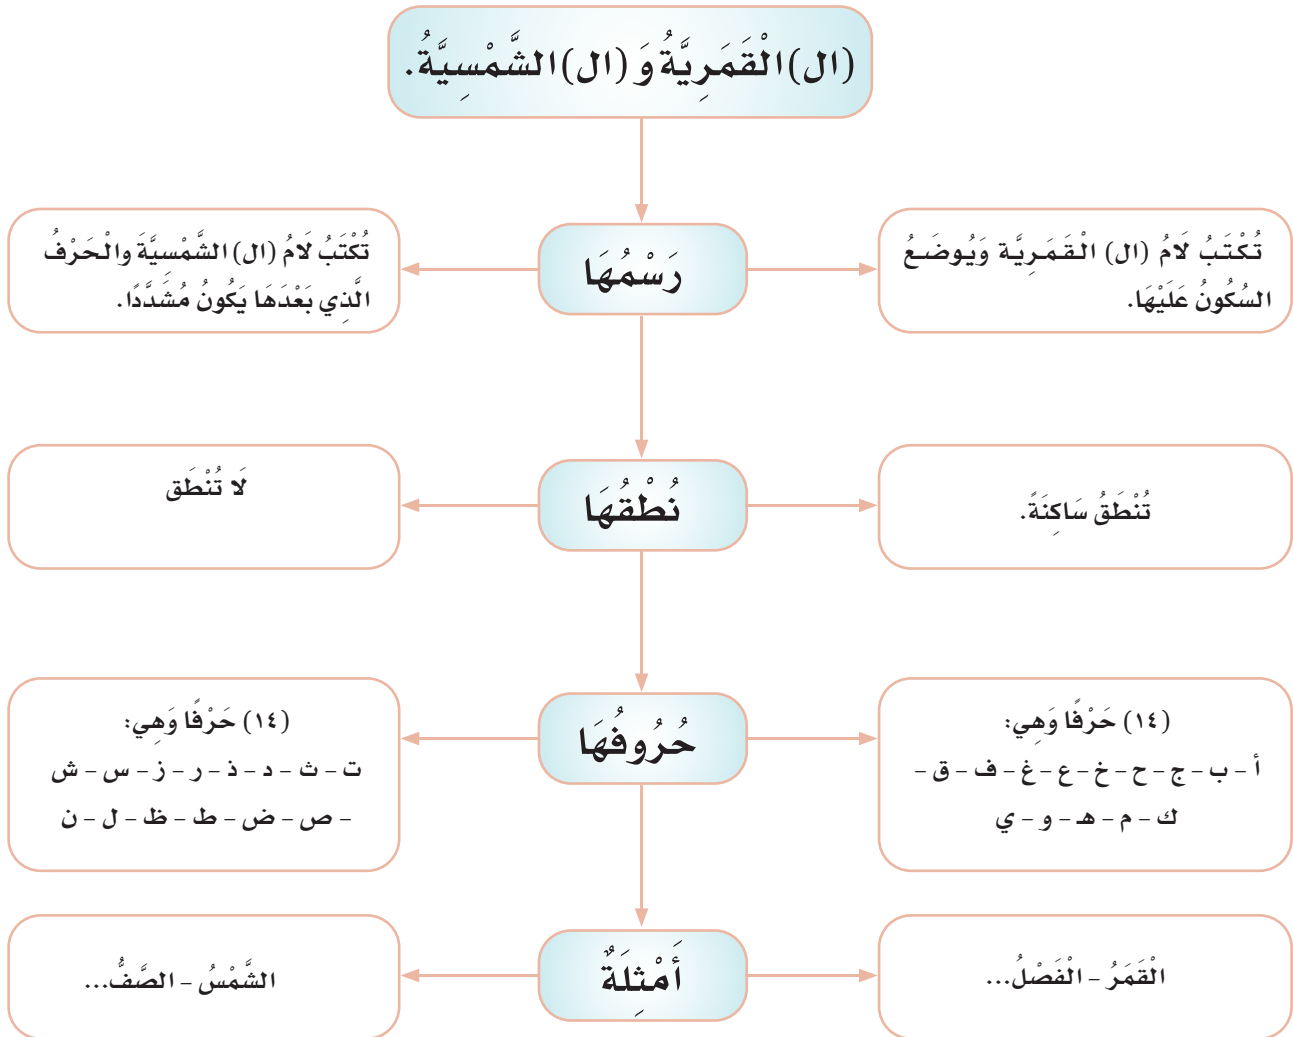 (ال) الْقَمَرِيَّةُ وَ (ال) الشَّمْسِيَّةُ.
رَسْمُهَا
تُكْتَبُ لَامُ (ال) الْقَمَرِيَّة وَيُوضَعُ
السُكُونُ عَلَيْهَا.
تُكْتَبُ لَامُ (ال) الشَّمْسِيَّةَ والْحَرْفُ
الَّذِي بَعْدَهَا يَكُونُ مُشَدَّدًا.
نُطْقُهَا
تُنْطَقُ سَاكِنَةً.
لَا تُنْطَق
حُرُوفُهَا
(١٤) حَرْفًا وَهِي:
أ - ب - ج - ح - خ - ع - غ - ف - ق -
ك - م - هـ - و - ي
(١٤) حَرْفًا وَهِي:
ت - ث - د - ذ - ر - ز - س - ش
- ص - ض - ط - ظ - ل - ن
أَمْثِلَةٌ
الْقَمَرُ - الْفَصْلُ...
الشَّمْسُ - الصَّفُّ...